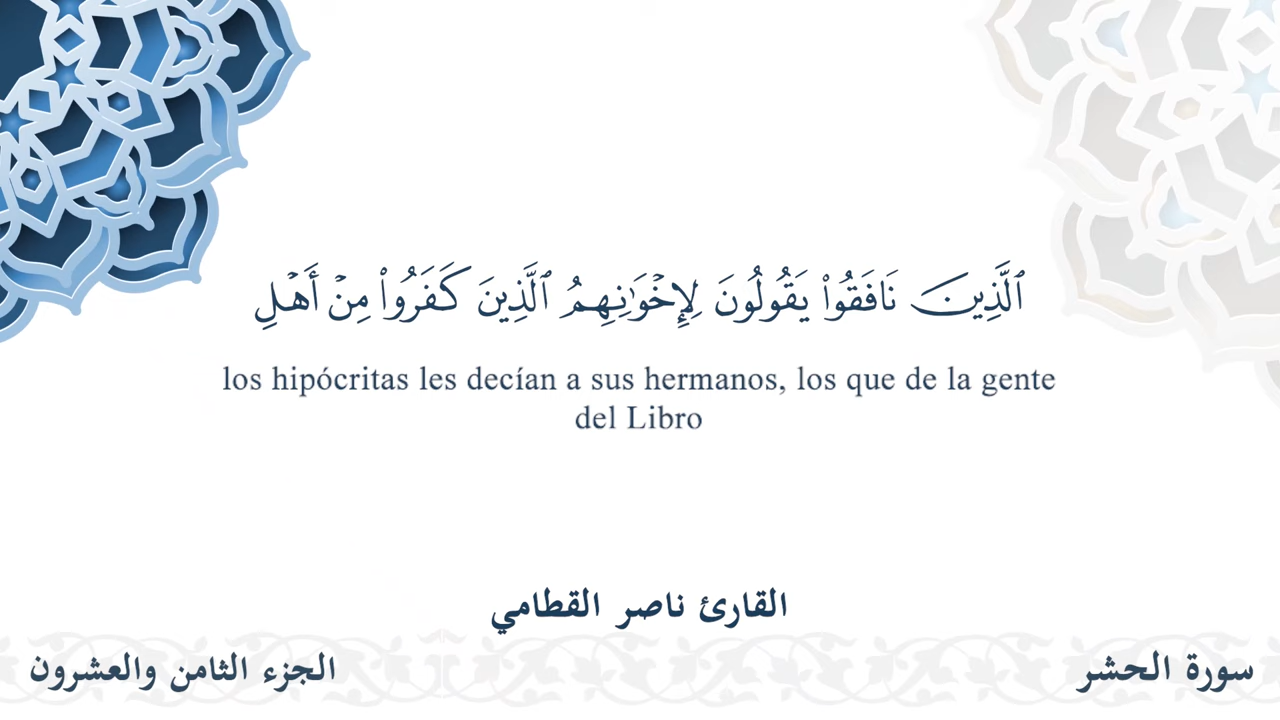 ٱلَّذِينَ نَافَقُوا۟ يَقُولُونَ لِإِخْوَٰنِهِمُ ٱلَّذِينَ كَفَرُوا۟ مِنْ أَهْلِ
los hipócritas les decían a sus hermanos, los que de la gente
del Libro
القارئ ناصر القطامي
سورة الحشر
الجزء الثامن والعشرون